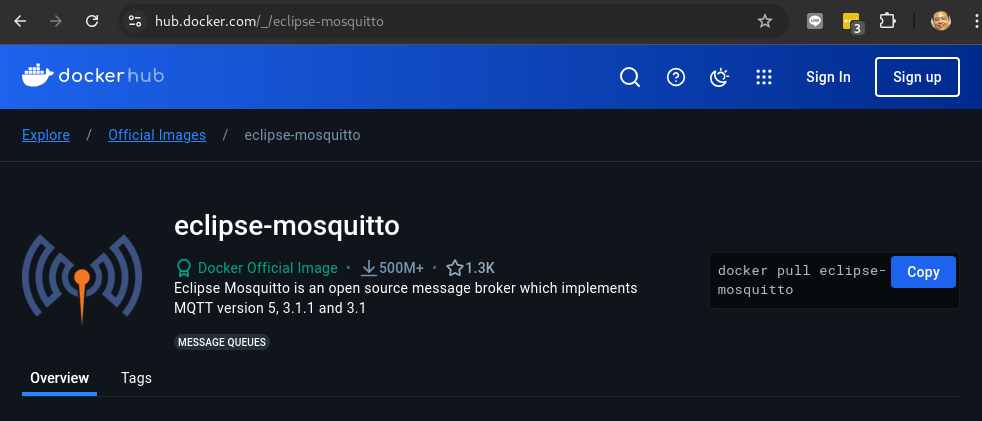 hub.docker.com/_/eclipse-mosquitto
3
dockerhub
Sign In
Sign up
Explore / Official Images / eclipse-mosquitto
eclipse-mosquitto
Docker Official Image • 500M+ • 1.3K
Eclipse Mosquitto is an open source message broker which implements
MQTT version 5, 3.1.1 and 3.1
MESSAGE QUEUES
docker pull eclipse-
mosquitto
Copy
Overview
Tags